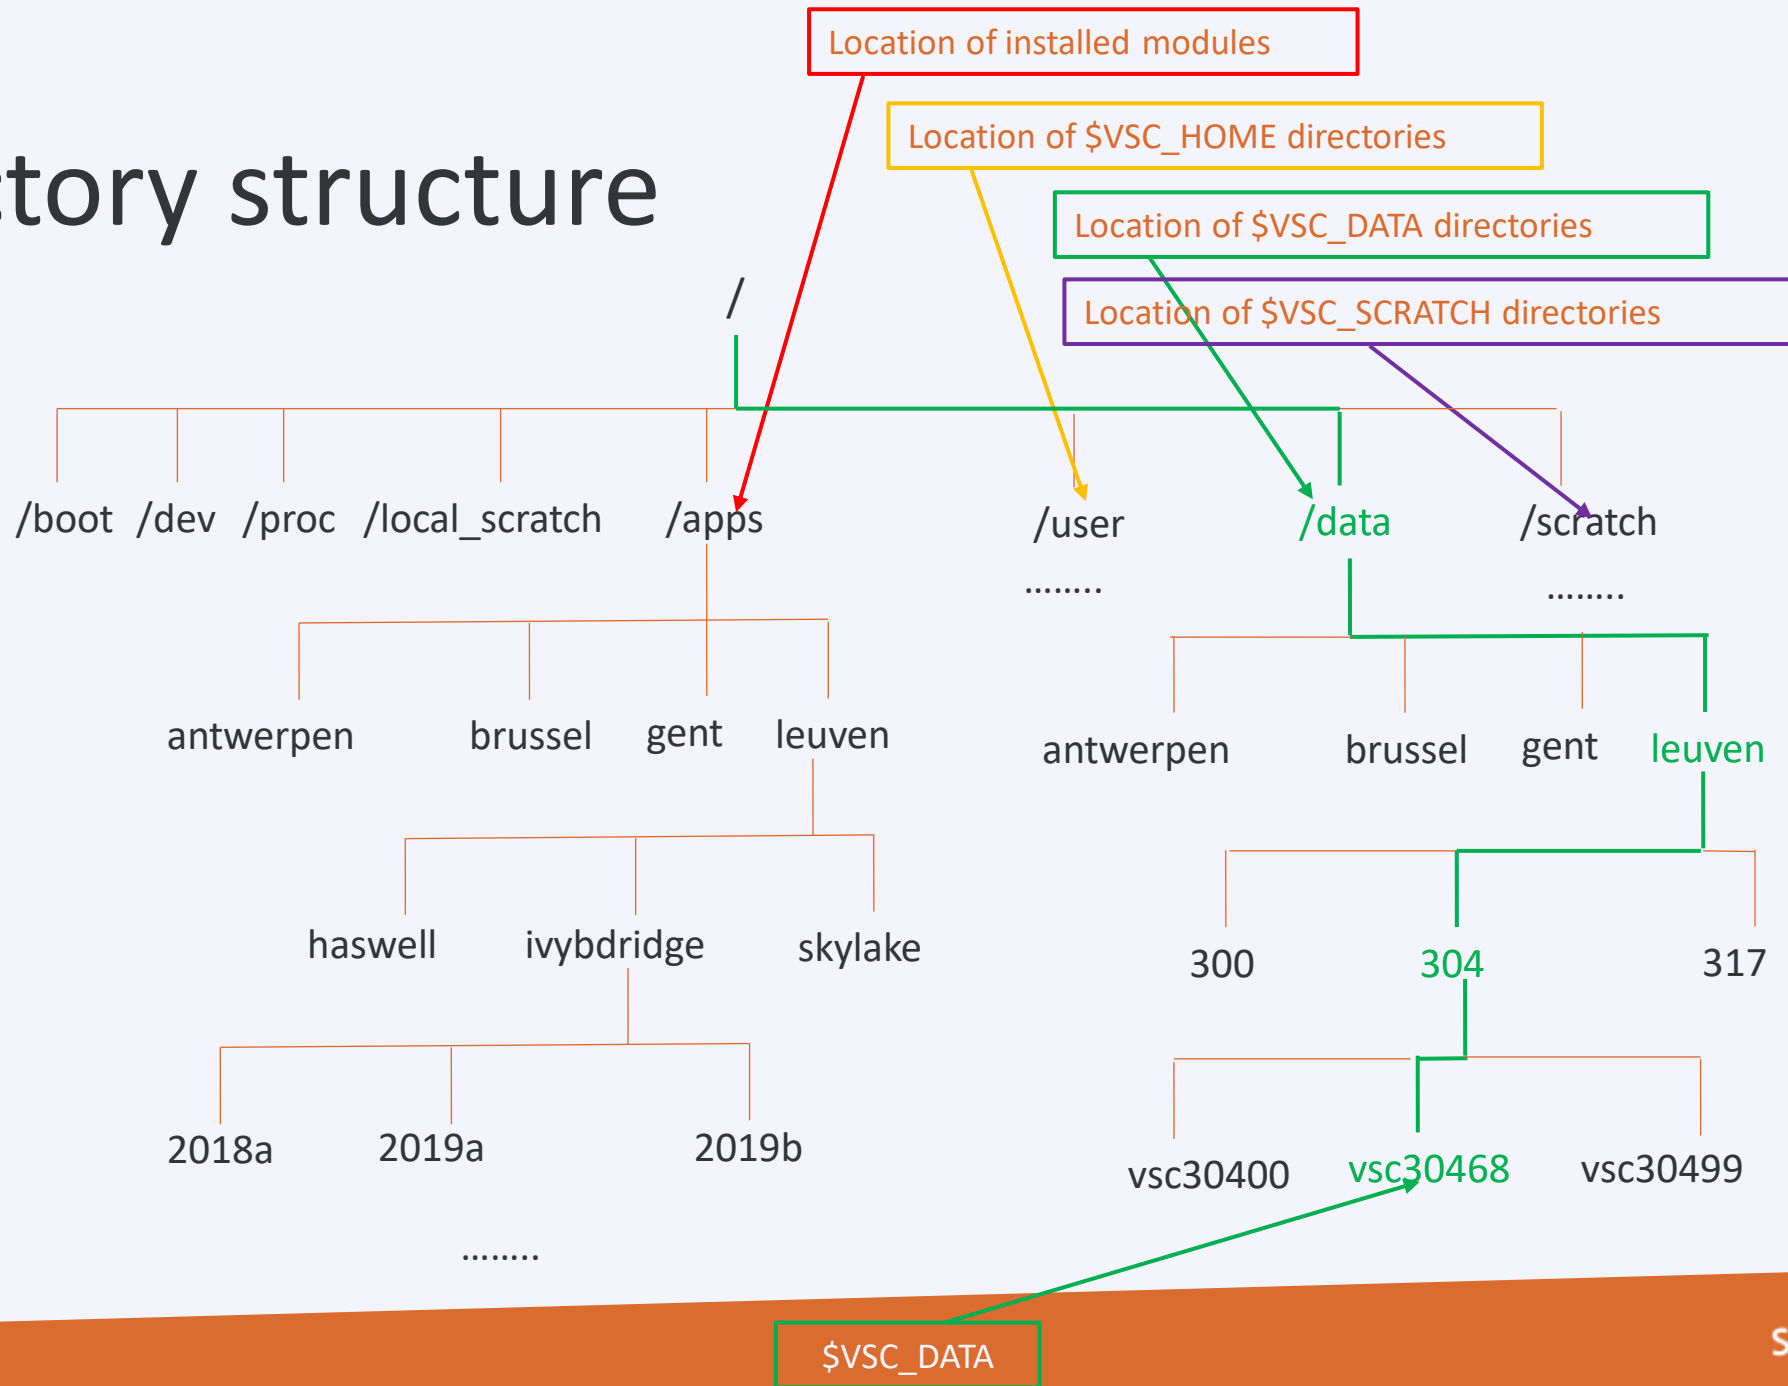 Location of installed modules
Location of $VSC_HOME directories
ctory structure
Location of $VSC_DATA directories
Location of $VSC_SCRATCH directories
/
/boot /dev /proc /local_scratch /apps /user /data /scratch
........ ........
antwerpen brussel gent leuven antwerpen brussel gent leuven
haswell ivybdridge skylake 300 304 317
2018a 2019a 2019b vsc30400 vsc30468 vsc30499
........
$VSC_DATA
S